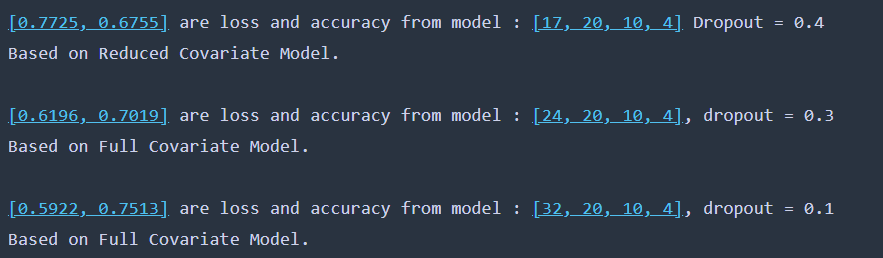 [0.7725, 0.6755] are loss and accuracy from model : [17, 20, 10, 4] Dropout = 0.4
Based on Reduced Covariate Model.
[0.6196, 0.7019] are loss and accuracy from model : [24, 20, 10, 4], dropout = 0.3
Based on Full Covariate Model.
[0.5922, 0.7513] are loss and accuracy from model : [32, 20, 10, 4], dropout = 0.1
Based on Full Covariate Model.